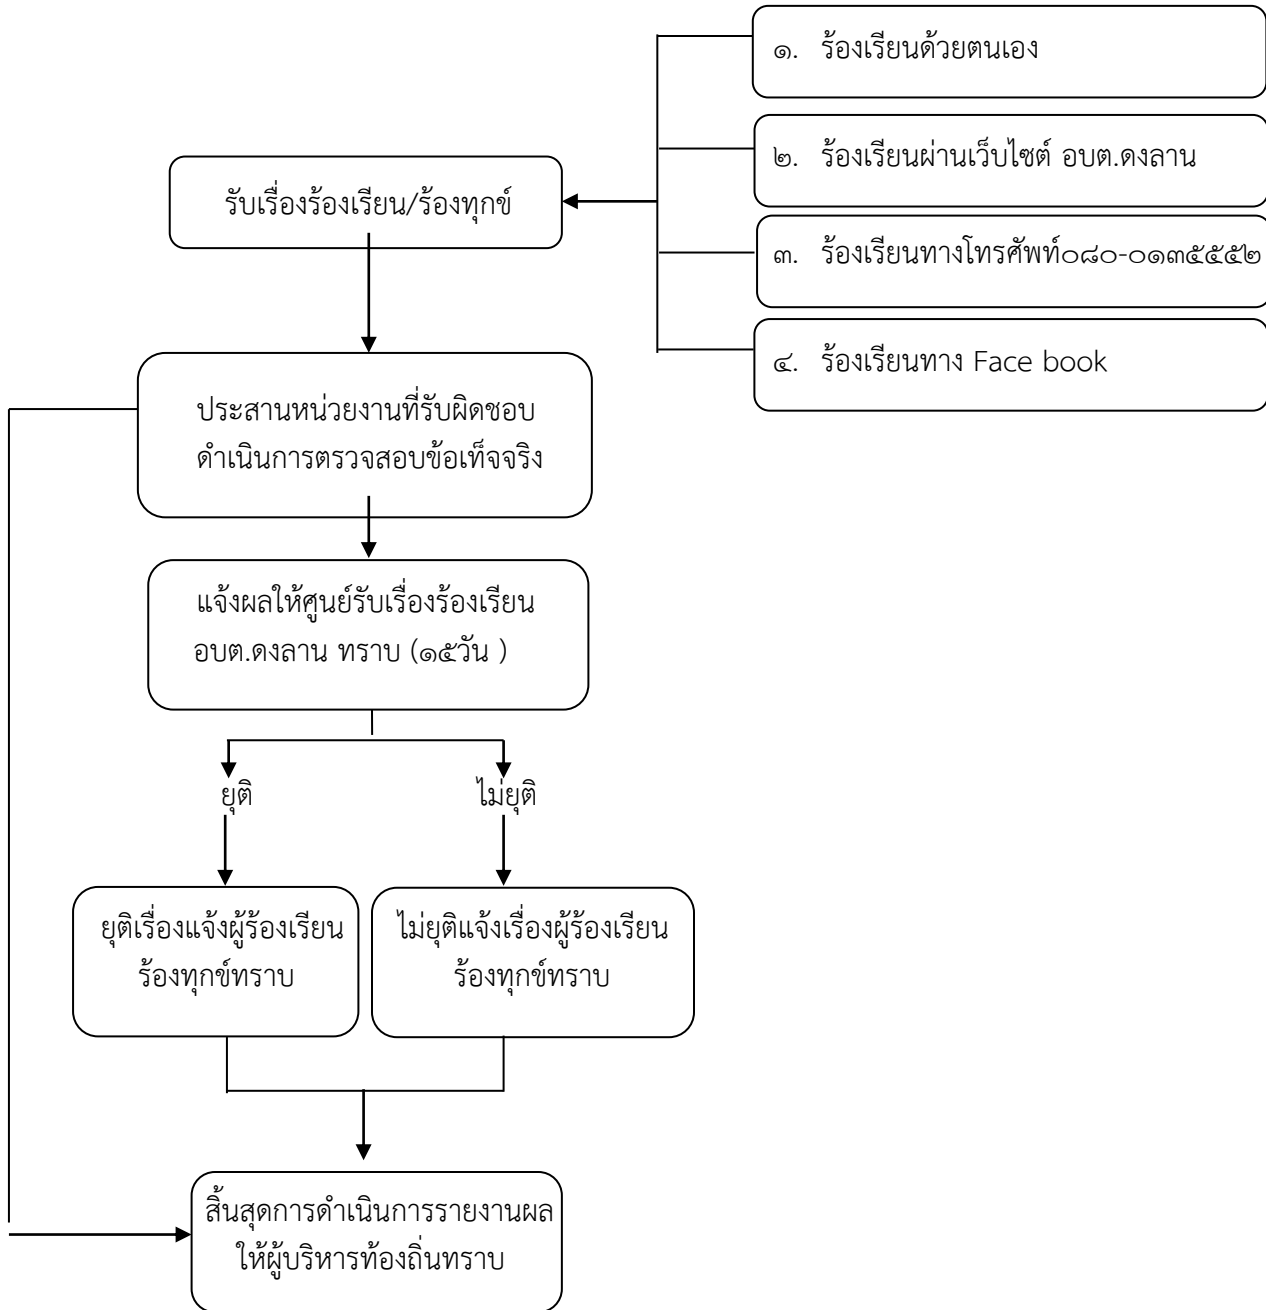 ๑. ร้องเรียนด้วยตนเอง
๒. ร้องเรียนผ่านเว็บไซต์ อบต.ดงลาน
๓. ร้องเรียนทางโทรศัพท์๐๘๐-๐๑๓๕๕๕๒
๔. ร้องเรียนทาง Face book
รับเรื่องร้องเรียน/ร้องทุกข์
ประสานหน่วยงานที่รับผิดชอบ
ดำเนินการตรวจสอบข้อเท็จจริง
แจ้งผลให้ศูนย์รับเรื่องร้องเรียน
อบต.ดงลาน ทราบ (๑๕วัน )
ยุติ
ไม่ยุติ
ยุติเรื่องแจ้งผู้ร้องเรียน
ร้องทุกข์ทราบ
ไม่ยุติแจ้งเรื่องผู้ร้องเรียน
ร้องทุกข์ทราบ
สิ้นสุดการดำเนินการรายงานผล
ให้ผู้บริหารท้องถิ่นทราบ